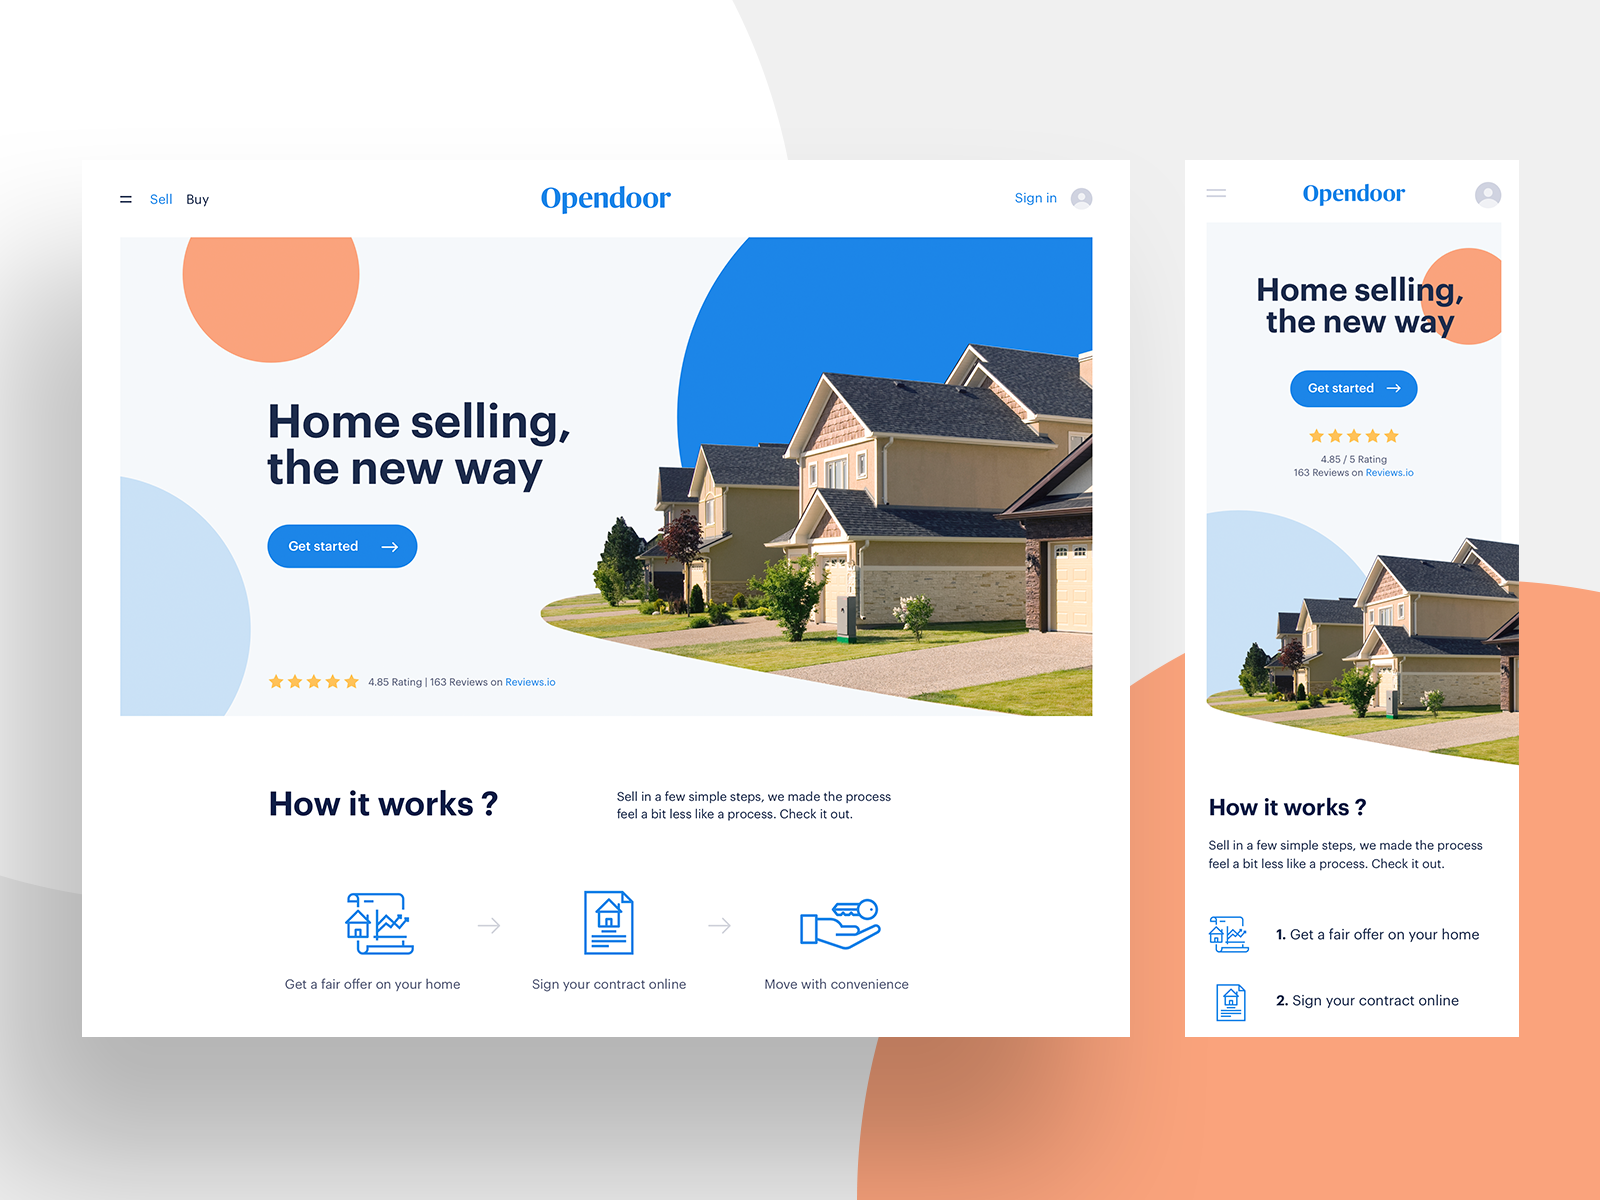 Sell Buy
Opendoor
Sign in
Home selling,
the new way
Get started
4.85 Rating | 163 Reviews on Reviews.io
How it works ?
Sell in a few simple steps, we made the process
feel a bit less like a process. Check it out.
Get a fair offer on your home
Sign your contract online
Move with convenience
Opendoor
Home selling,
the new way
Get started
4.85 / 5 Rating
163 Reviews on Reviews.io
How it works ?
Sell in a few simple steps, we made the process
feel a bit less like a process. Check it out.
1. Get a fair offer on your home
2. Sign your contract online